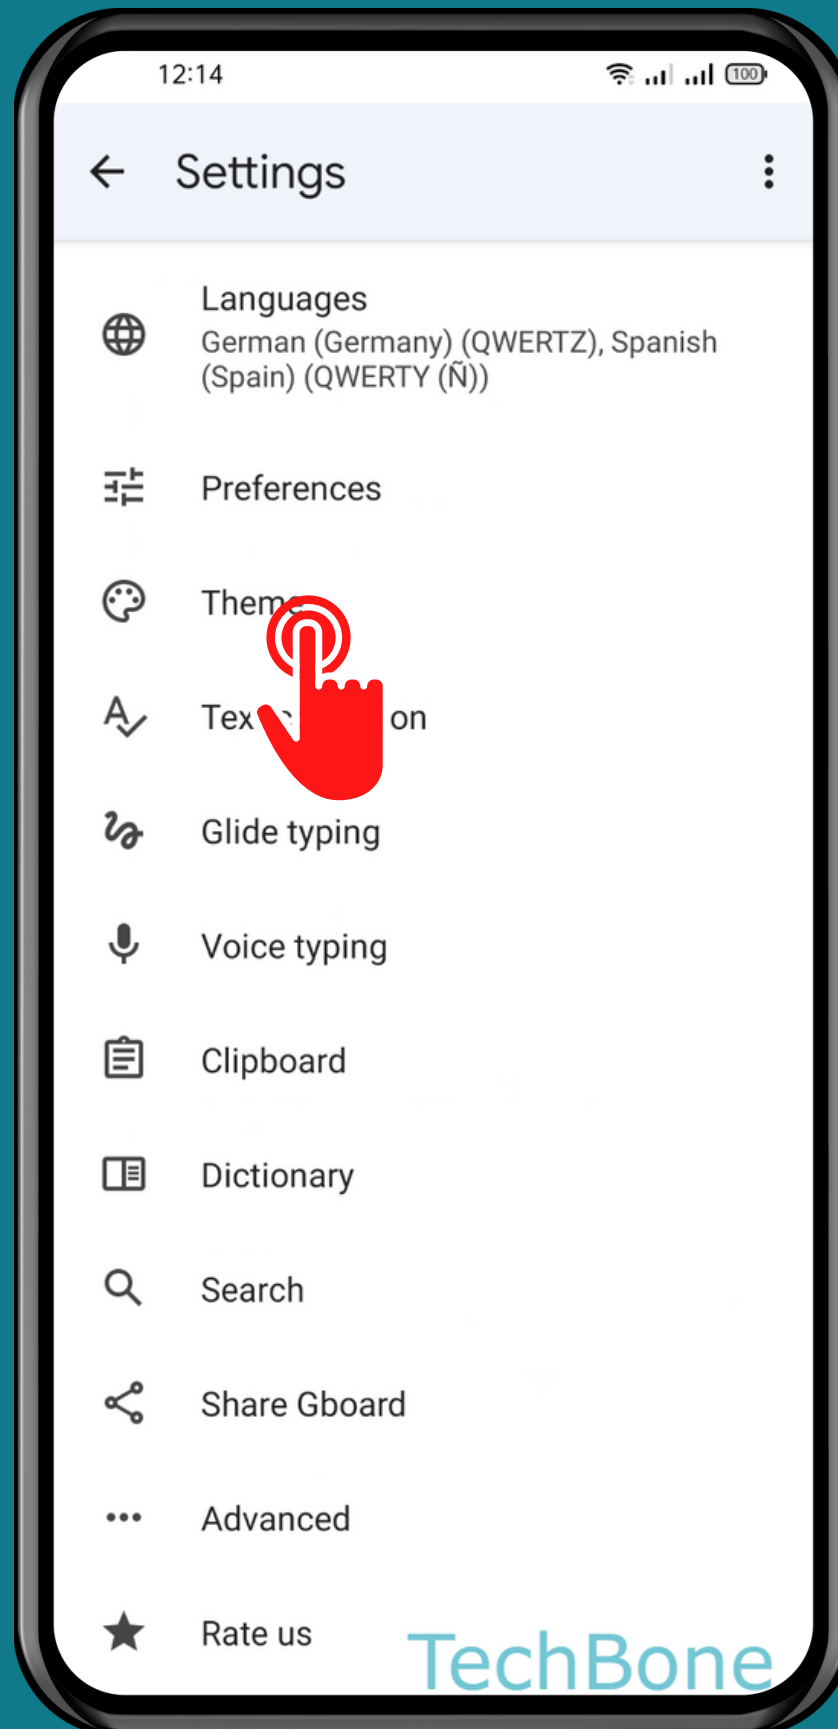 12:14
100
Settings
Languages
German (Germany) (QWERTZ), Spanish
(Spain) (QWERTY (Ñ))
Preferences
Theme
Glide typing
Voice typing
Clipboard
Dictionary
Search
Share Gboard
Advanced
Rate us
TechBone